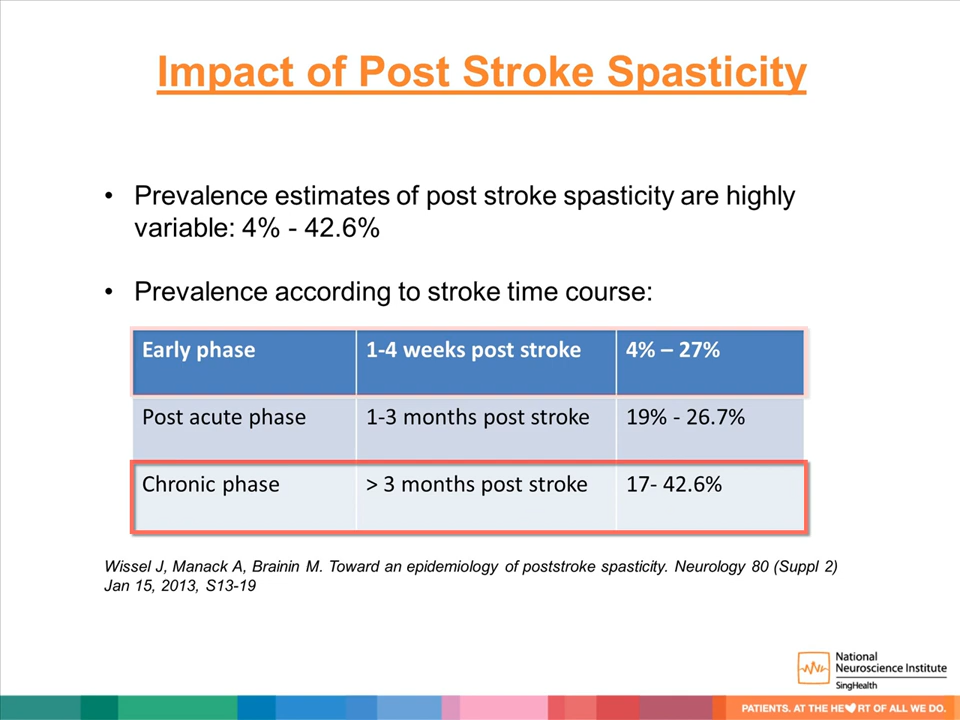 Impact of Post Stroke Spasticity
• Prevalence estimates of post stroke spasticity are highly
variable: 4% - 42.6%
• Prevalence according to stroke time course:
Early phase 1-4 weeks post stroke 4% – 27%
Post acute phase 1-3 months post stroke 19% - 26.7%
Chronic phase > 3 months post stroke 17- 42.6%
Wissel J, Manack A, Brainin M. Toward an epidemiology of poststroke spasticity. Neurology 80 (Suppl 2)
Jan 15, 2013, S13-19
National
Neuroscience Institute
SingHealth
PATIENTS. AT THE HE♥RT OF ALL WE DO.